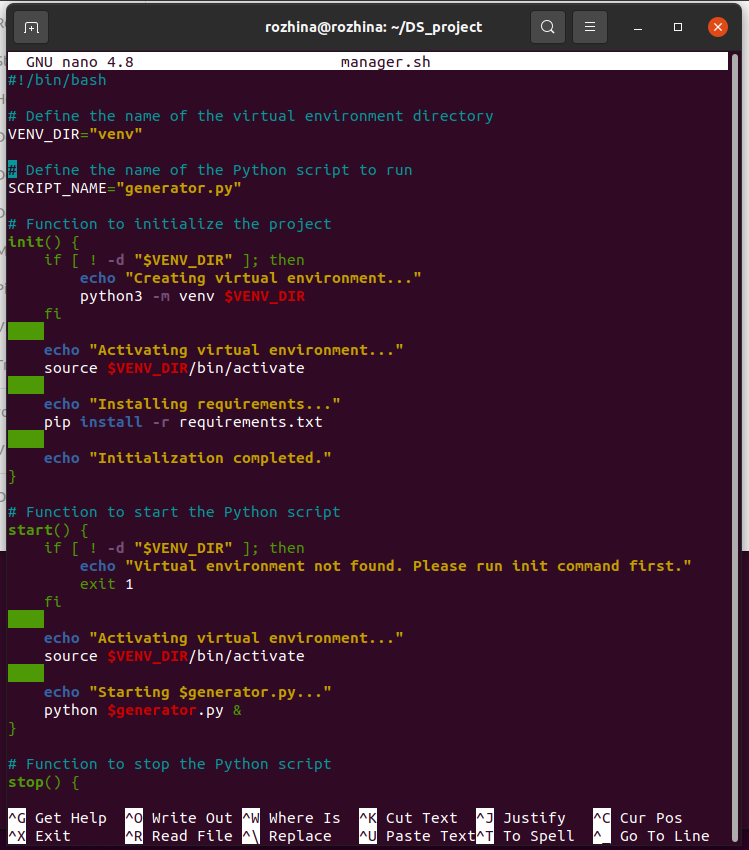 rozhina@rozhina: ~/DS_project
GNU nano 4.8 manager.sh
#!/bin/bash
# Define the name of the virtual environment directory
VENV_DIR="venv"
# Define the name of the Python script to run
SCRIPT_NAME="generator.py"
# Function to initialize the project
init() {
    if [ ! -d "$VENV_DIR" ]; then
        echo "Creating virtual environment..."
        python3 -m venv $VENV_DIR
    fi
    echo "Activating virtual environment..."
    source $VENV_DIR/bin/activate
    echo "Installing requirements..."
    pip install -r requirements.txt
    echo "Initialization completed."
}
# Function to start the Python script
start() {
    if [ ! -d "$VENV_DIR" ]; then
        echo "Virtual environment not found. Please run init command first."
        exit 1
    fi
    echo "Activating virtual environment..."
    source $VENV_DIR/bin/activate
    echo "Starting $generator.py..."
    python $generator.py &
}
# Function to stop the Python script
stop() {
^G Get Help ^O Write Out ^W Where Is ^K Cut Text ^J Justify ^C Cur Pos
^X Exit ^R Read File ^\ Replace ^U Paste Text ^T To Spell ^_ Go To Line